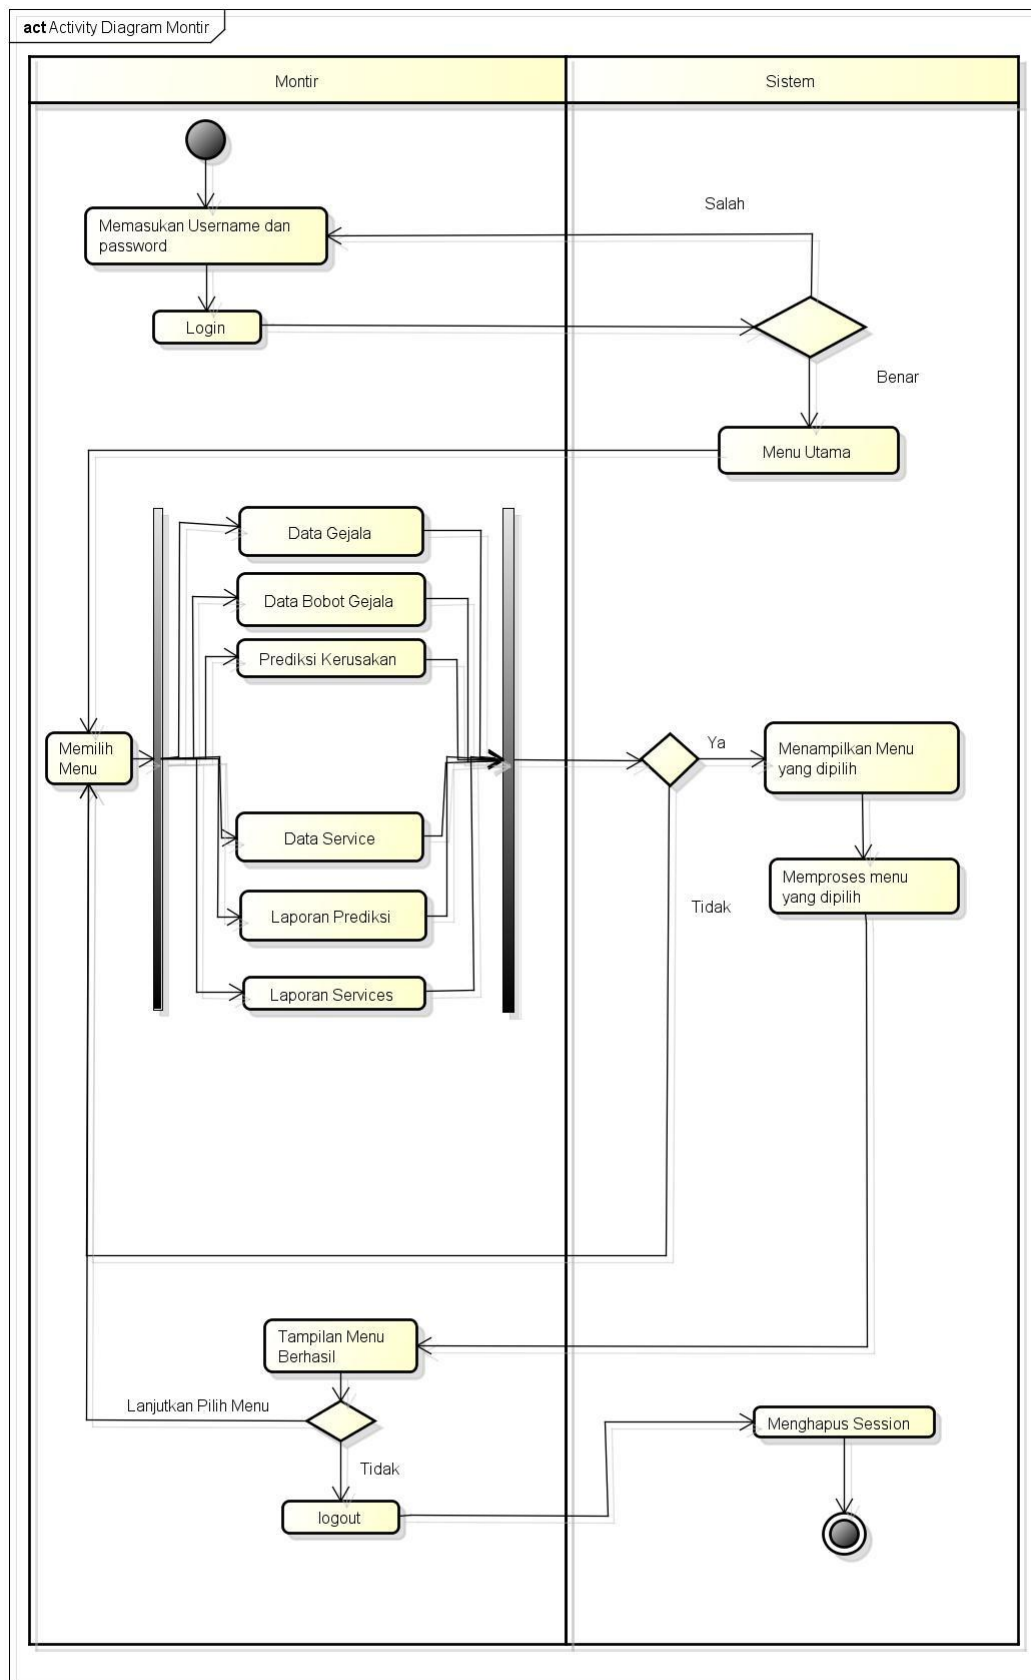 act Activity Diagram Montir
Montir
Sistem
Memasukan Username dan
password
Salah
Login
Benar
Menu Utama
Data Gejala
Data Bobot Gejala
Prediksi Kerusakan
Memilih
Menu
Ya
Menampilkan Menu
yang dipilih
Data Service
Memproses menu
yang dipilih
Laporan Prediksi
Tidak
Laporan Services
Tampilan Menu
Berhasil
Lanjutkan Pilih Menu
Menghapus Session
Tidak
logout